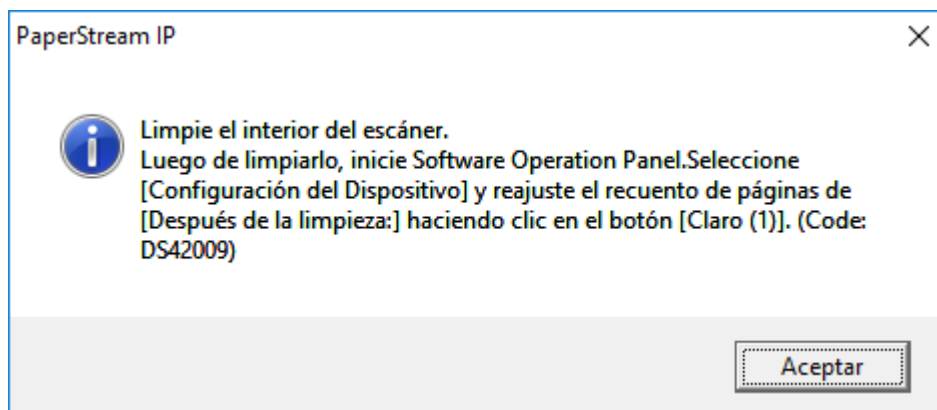 PaperStream IP
Limpie el interior del escáner.
Luego de limpiarlo, inicie Software Operation Panel.Seleccione
[Configuración del Dispositivo] y reajuste el recuento de páginas de
[Después de la limpieza:] haciendo clic en el botón [Claro (1)]. (Code:
DS42009)
Aceptar